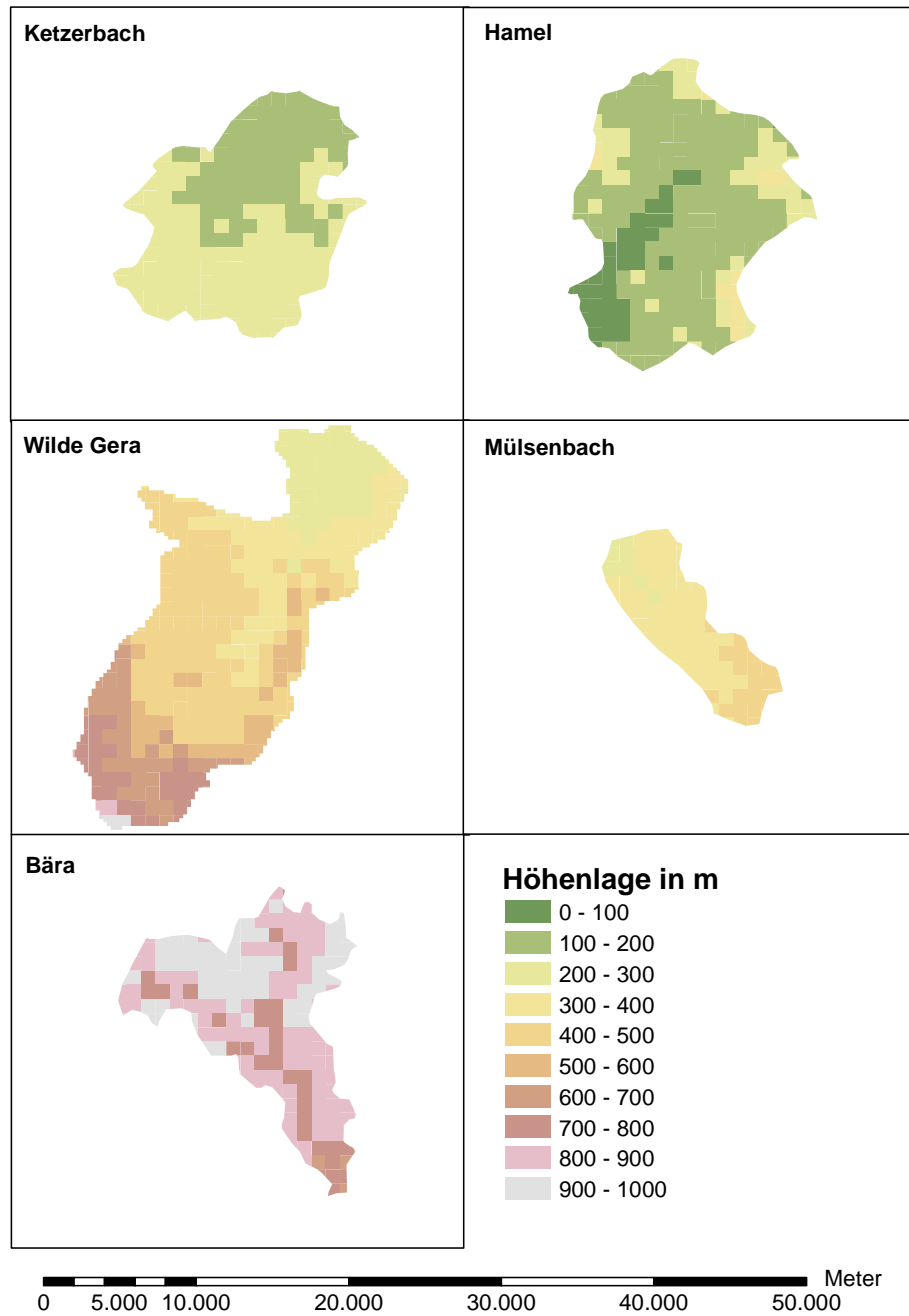 Ketzerbach
Hamel
Wilde Gera
Mülsenbach
Bära
Höhenlage in m
0 - 100
100 - 200
200 - 300
300 - 400
400 - 500
500 - 600
600 - 700
700 - 800
800 - 900
900 - 1000
Meter
0 5.000 10.000 20.000 30.000 40.000 50.000